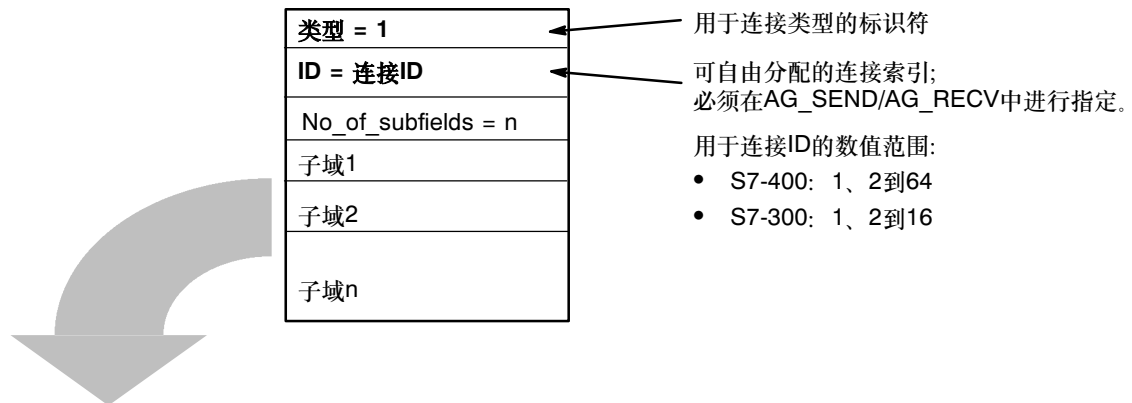 类型 = 1
ID = 连接ID
No_of_subfields = n
子域1
子域2
子域n
用于连接类型的标识符
可自由分配的连接索引;
必须在AG_SEND/AG_RECV中进行指定。
用于连接ID的数值范围:
• S7-400: 1、2到64
• S7-300: 1、2到16